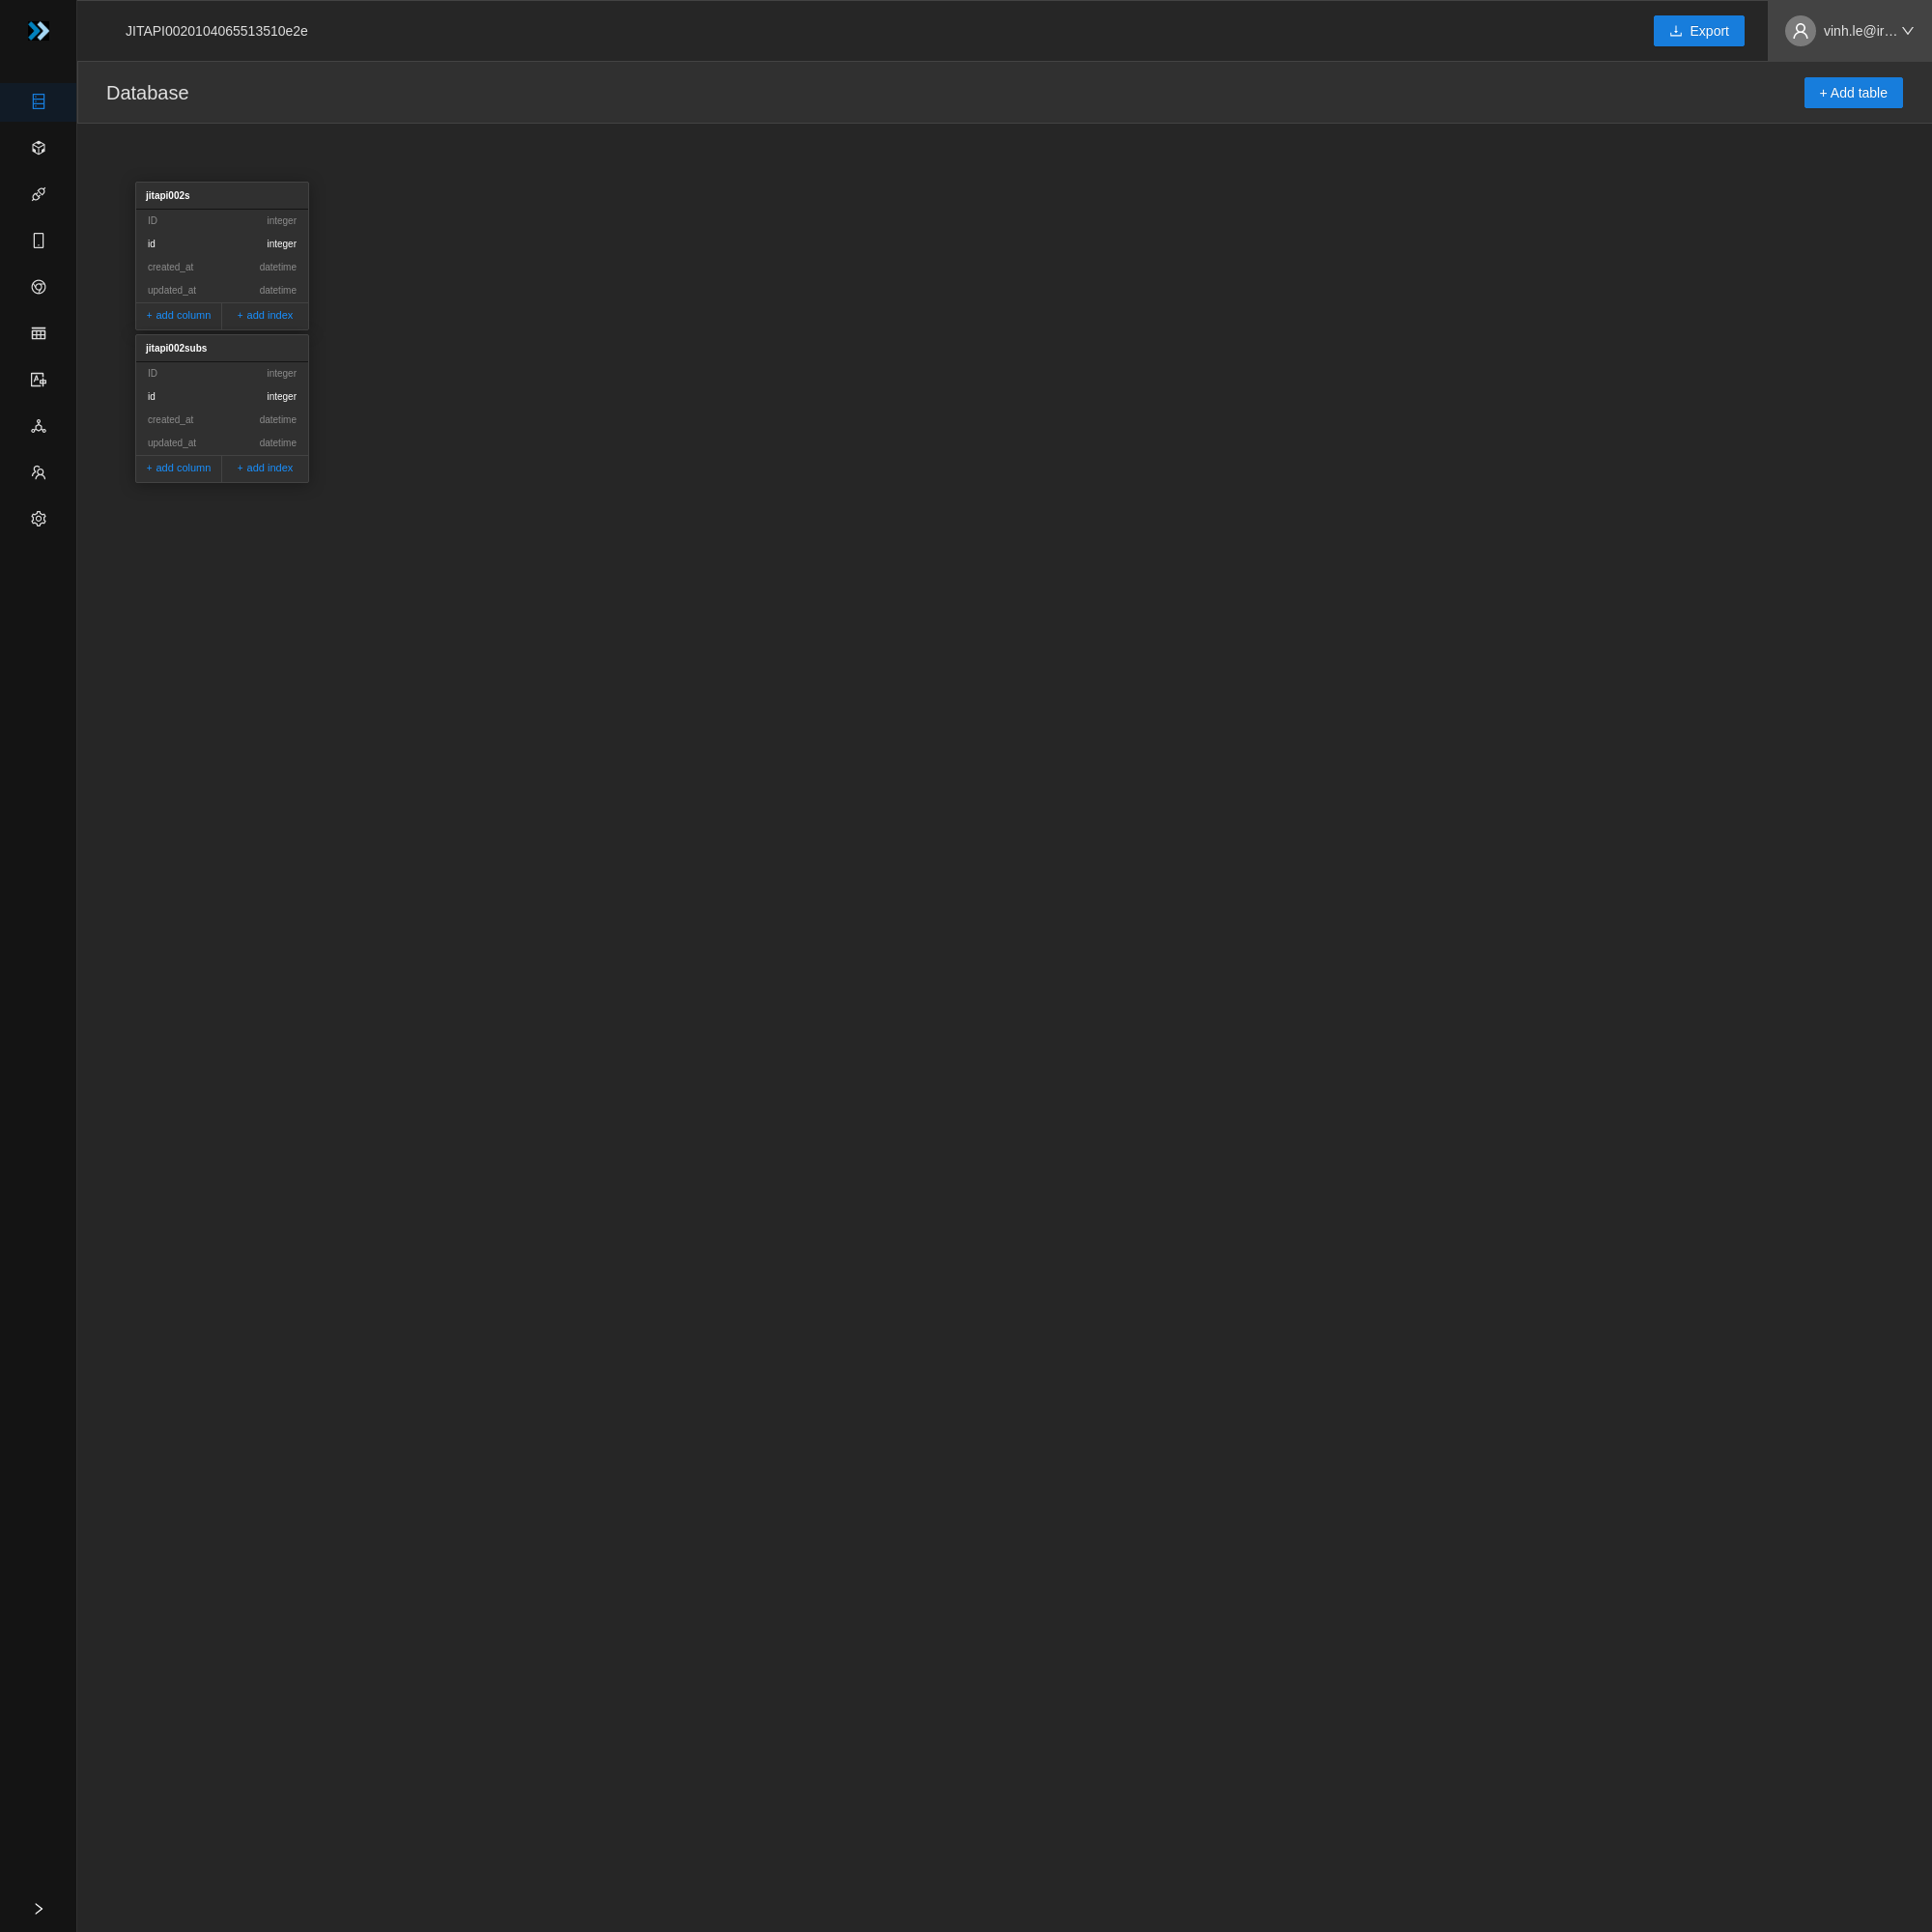 JITAPI0020104065513510e2e
Export
vinh.le@ir…
Database
+ Add table
jitapi002s
ID integer
id integer
created_at datetime
updated_at datetime
+ add column + add index
jitapi002subs
ID integer
id integer
created_at datetime
updated_at datetime
+ add column + add index